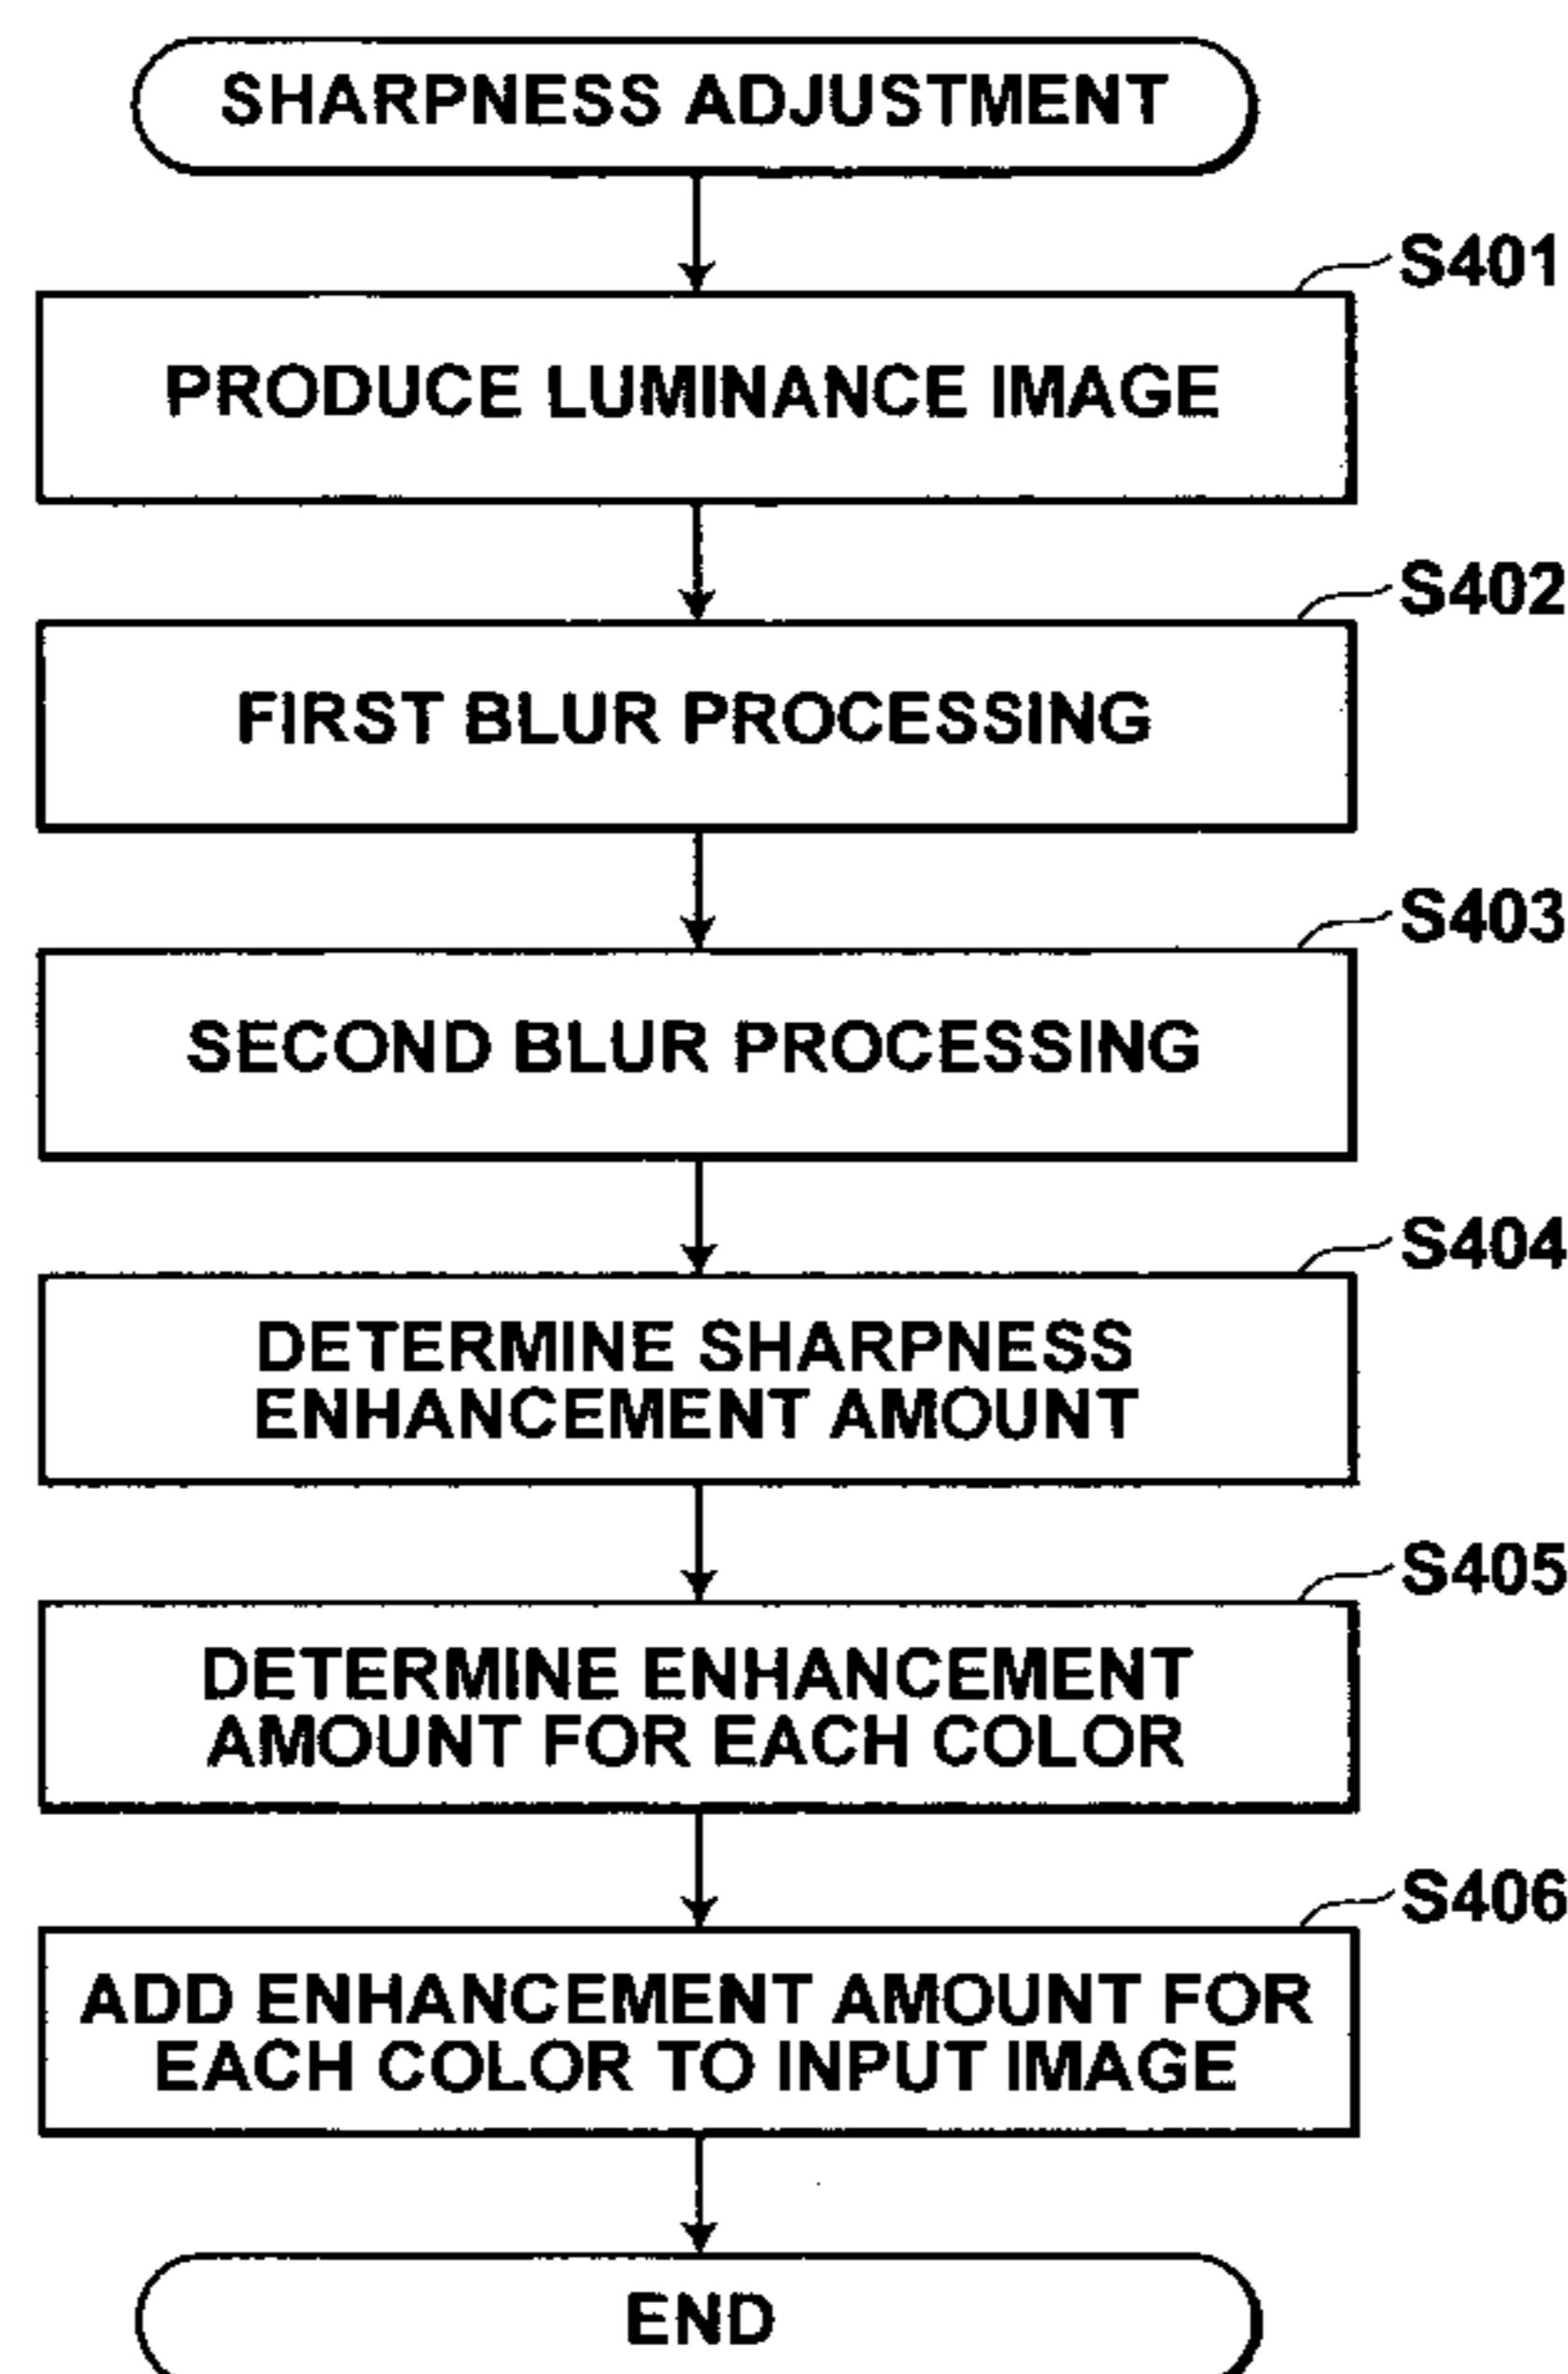 SHARPNESS ADJUSTMENT
S401
PRODUCE LUMINANCE IMAGE
S402
FIRST BLUR PROCESSING
S403
SECOND BLUR PROCESSING
S404
DETERMINE SHARPNESS
ENHANCEMENT AMOUNT
S405
DETERMINE ENHANCEMENT
AMOUNT FOR EACH COLOR
S406
ADD ENHANCEMENT AMOUNT FOR
EACH COLOR TO INPUT IMAGE
END